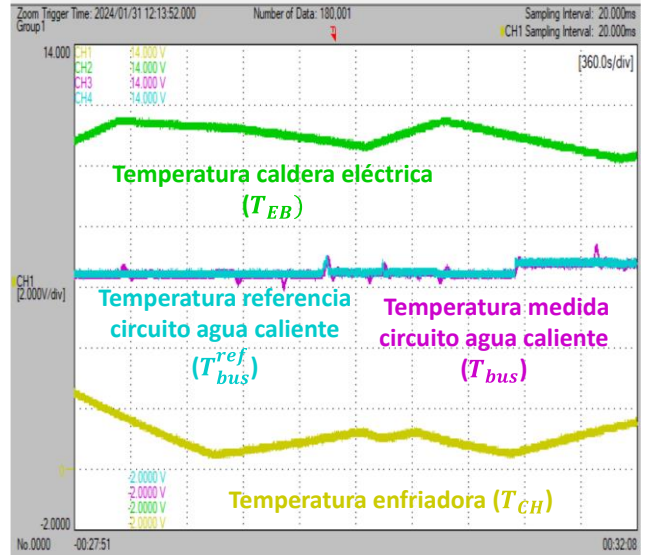 Zoom Trigger Time: 2024/01/31 12:13:52.000 Number of Data: 180,001 Sampling Interval: 20.000ms
Group1 CH1 Sampling Interval: 20.000ms
14.000 CH1 14.000 V [360.0s/div]
CH2 14.000 V
CH3 14.000 V
CH4 14.000 V
Temperatura caldera eléctrica
(T_EB)
CH1
[2.000V/div]
Temperatura referencia
circuito agua caliente
(T_bus^ref)
Temperatura medida
circuito agua caliente
(T_bus)
0
-2.0000 V
-2.0000 V
-2.0000 V
-2.0000 V
Temperatura enfriadora (T_CH)
-2.0000
No.0000 -00:27:51 00:32:08